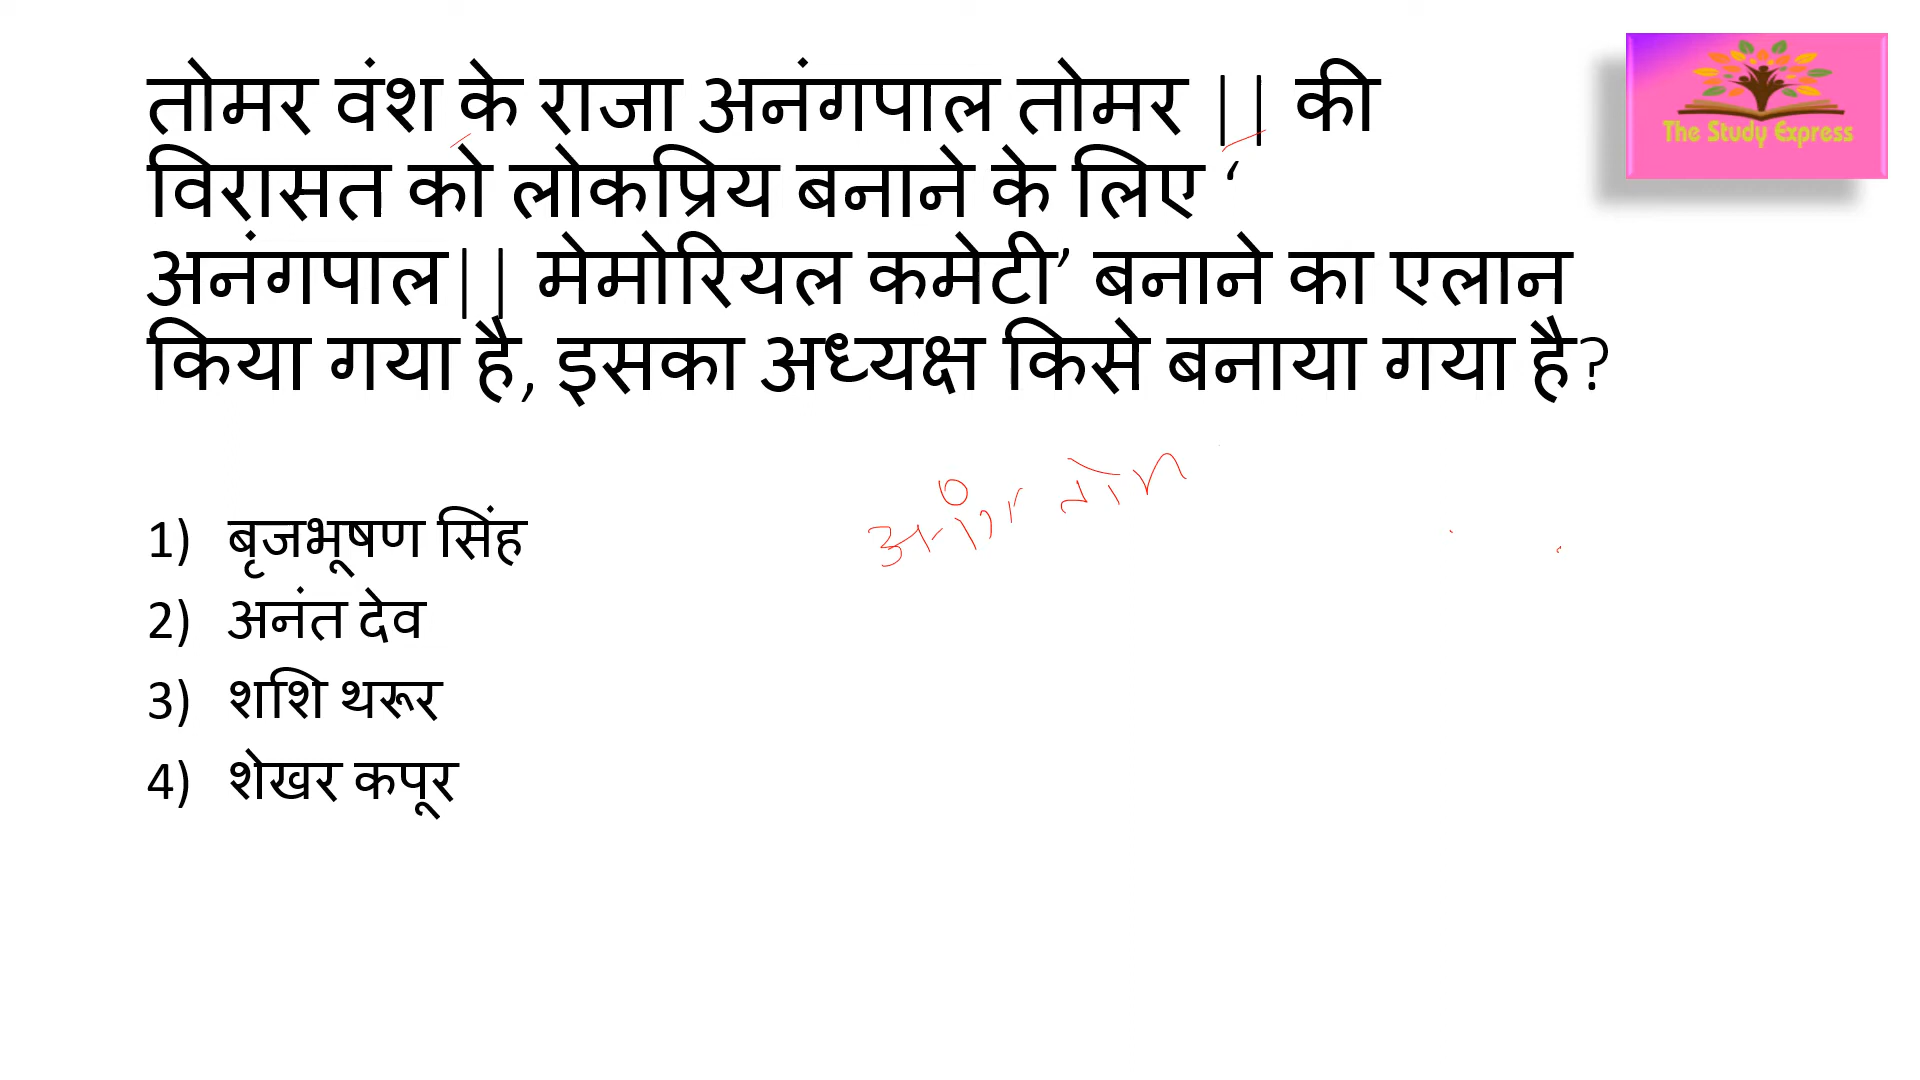 तोमर वंश के राजा अनंगपाल तोमर || की
विरासत को लोकप्रिय बनाने के लिए ‘
अनंगपाल|| मेमोरियल कमेटी’ बनाने का एलान
किया गया है, इसका अध्यक्ष किसे बनाया गया है?
The Study Express
1) बृजभूषण सिंह
2) अनंत देव
3) शशि थरूर
4) शेखर कपूर